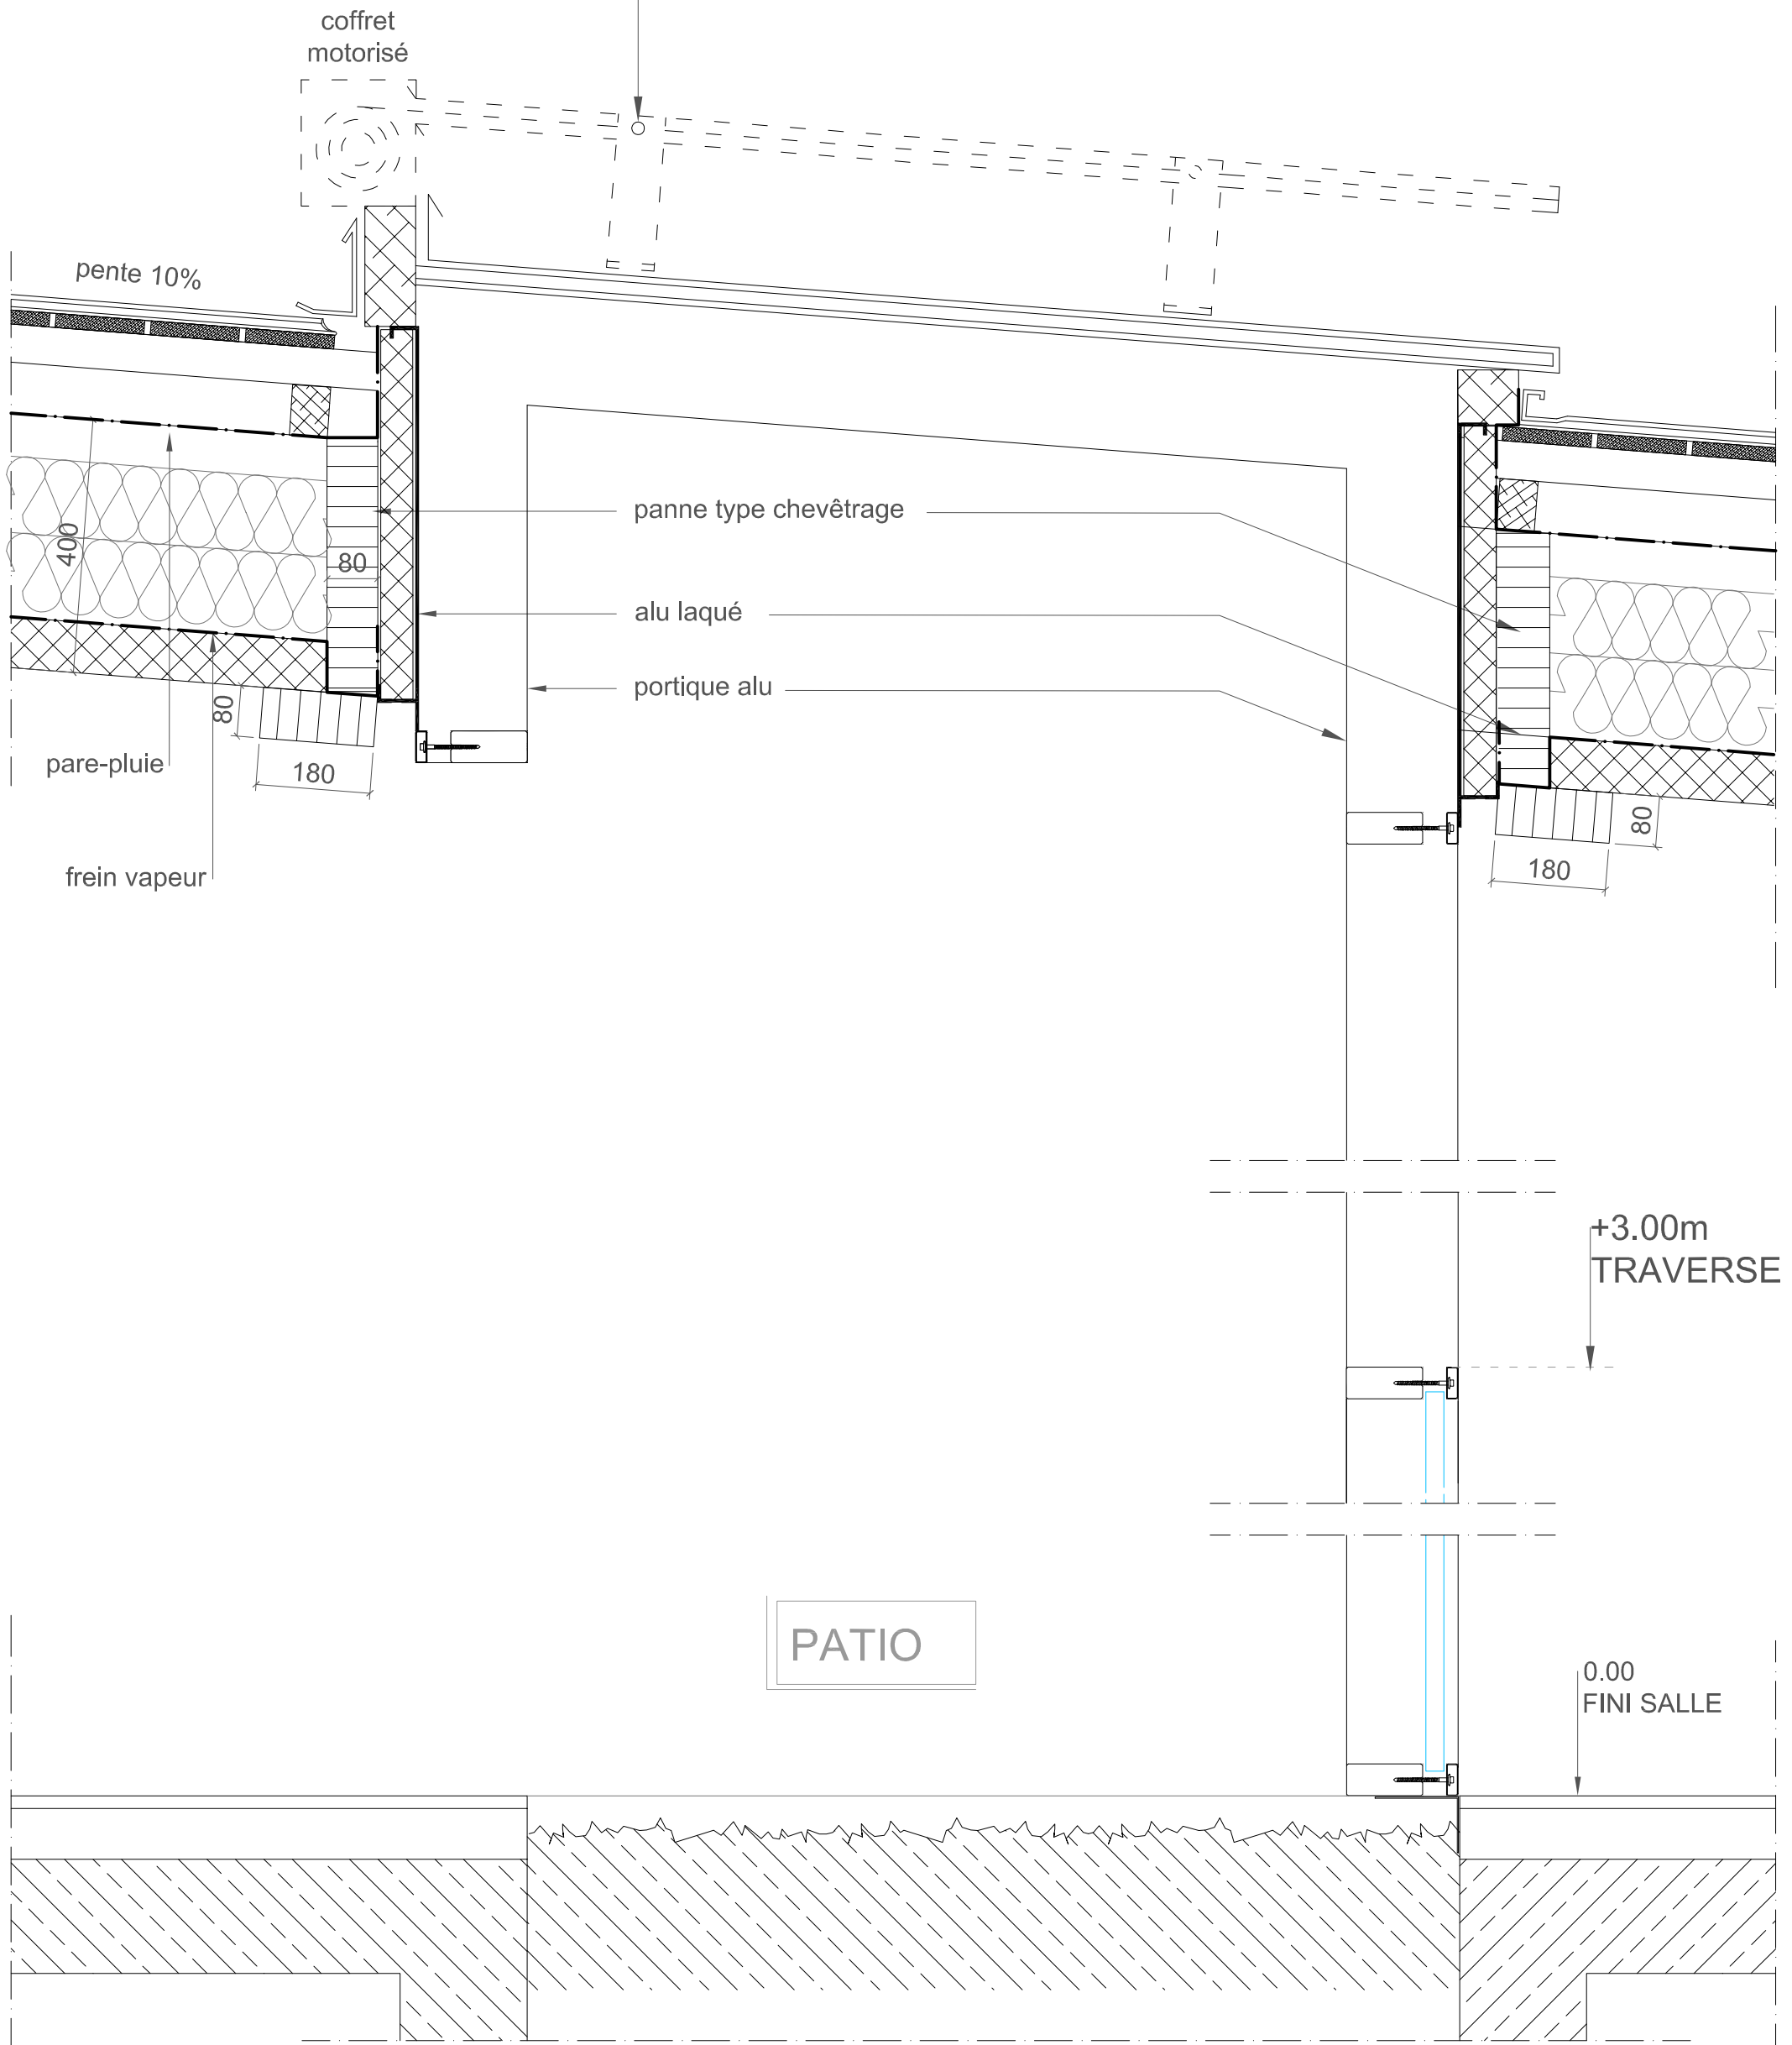 coffret
motorisé
pente 10%
panne type chevêtrage
400
80
alu laqué
portique alu
80
pare-pluie
180
80
frein vapeur
180
+3.00m
TRAVERSE
PATIO
0.00
FINI SALLE